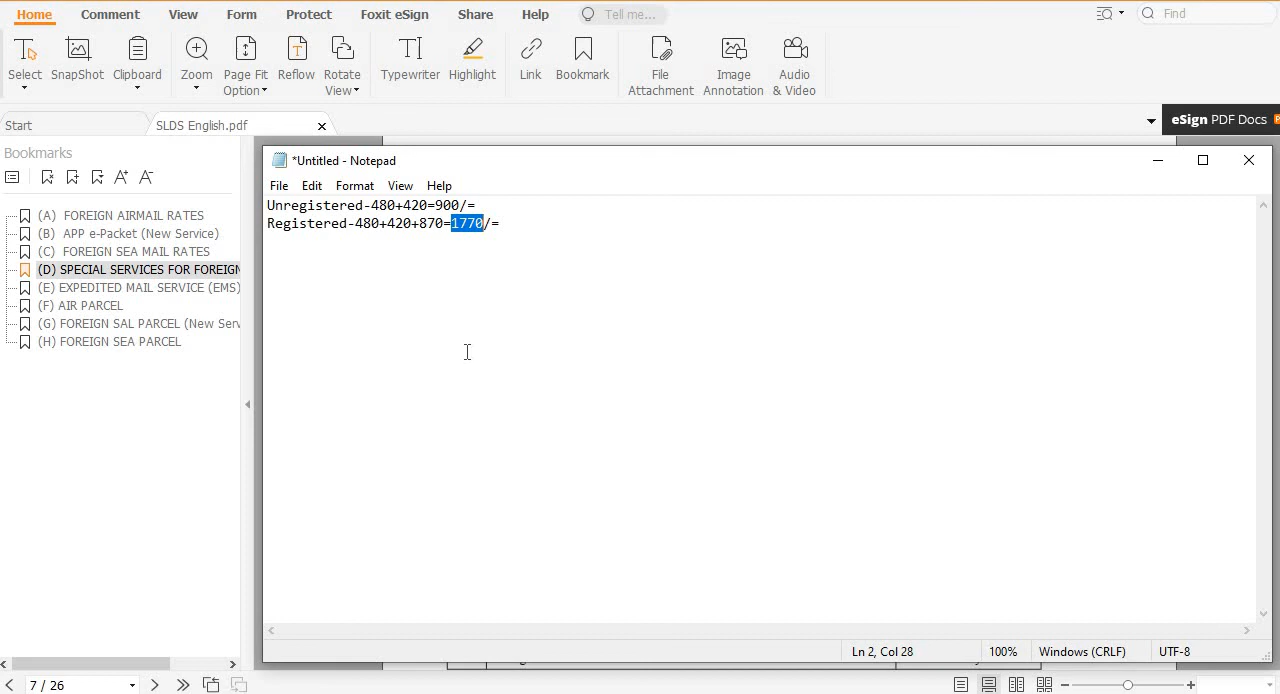 Home Comment View Form Protect Foxit eSign Share Help Tell me... Find
Select SnapShot Clipboard Zoom Page Fit Option Reflow Rotate View Typewriter Highlight Link Bookmark File Attachment Image Annotation Audio & Video
Start SLDS English.pdf eSign PDF Docs
Bookmarks
*Untitled - Notepad
File Edit Format View Help
Unregistered-480+420=900/=
Registered-480+420+870=1770/=
(A) FOREIGN AIRMAIL RATES
(B) APP e-Packet (New Service)
(C) FOREIGN SEA MAIL RATES
(D) SPECIAL SERVICES FOR FOREIGN
(E) EXPEDITED MAIL SERVICE (EMS)
(F) AIR PARCEL
(G) FOREIGN SAL PARCEL (New Serv
(H) FOREIGN SEA PARCEL
Ln 2, Col 28 100% Windows (CRLF) UTF-8
7 / 26